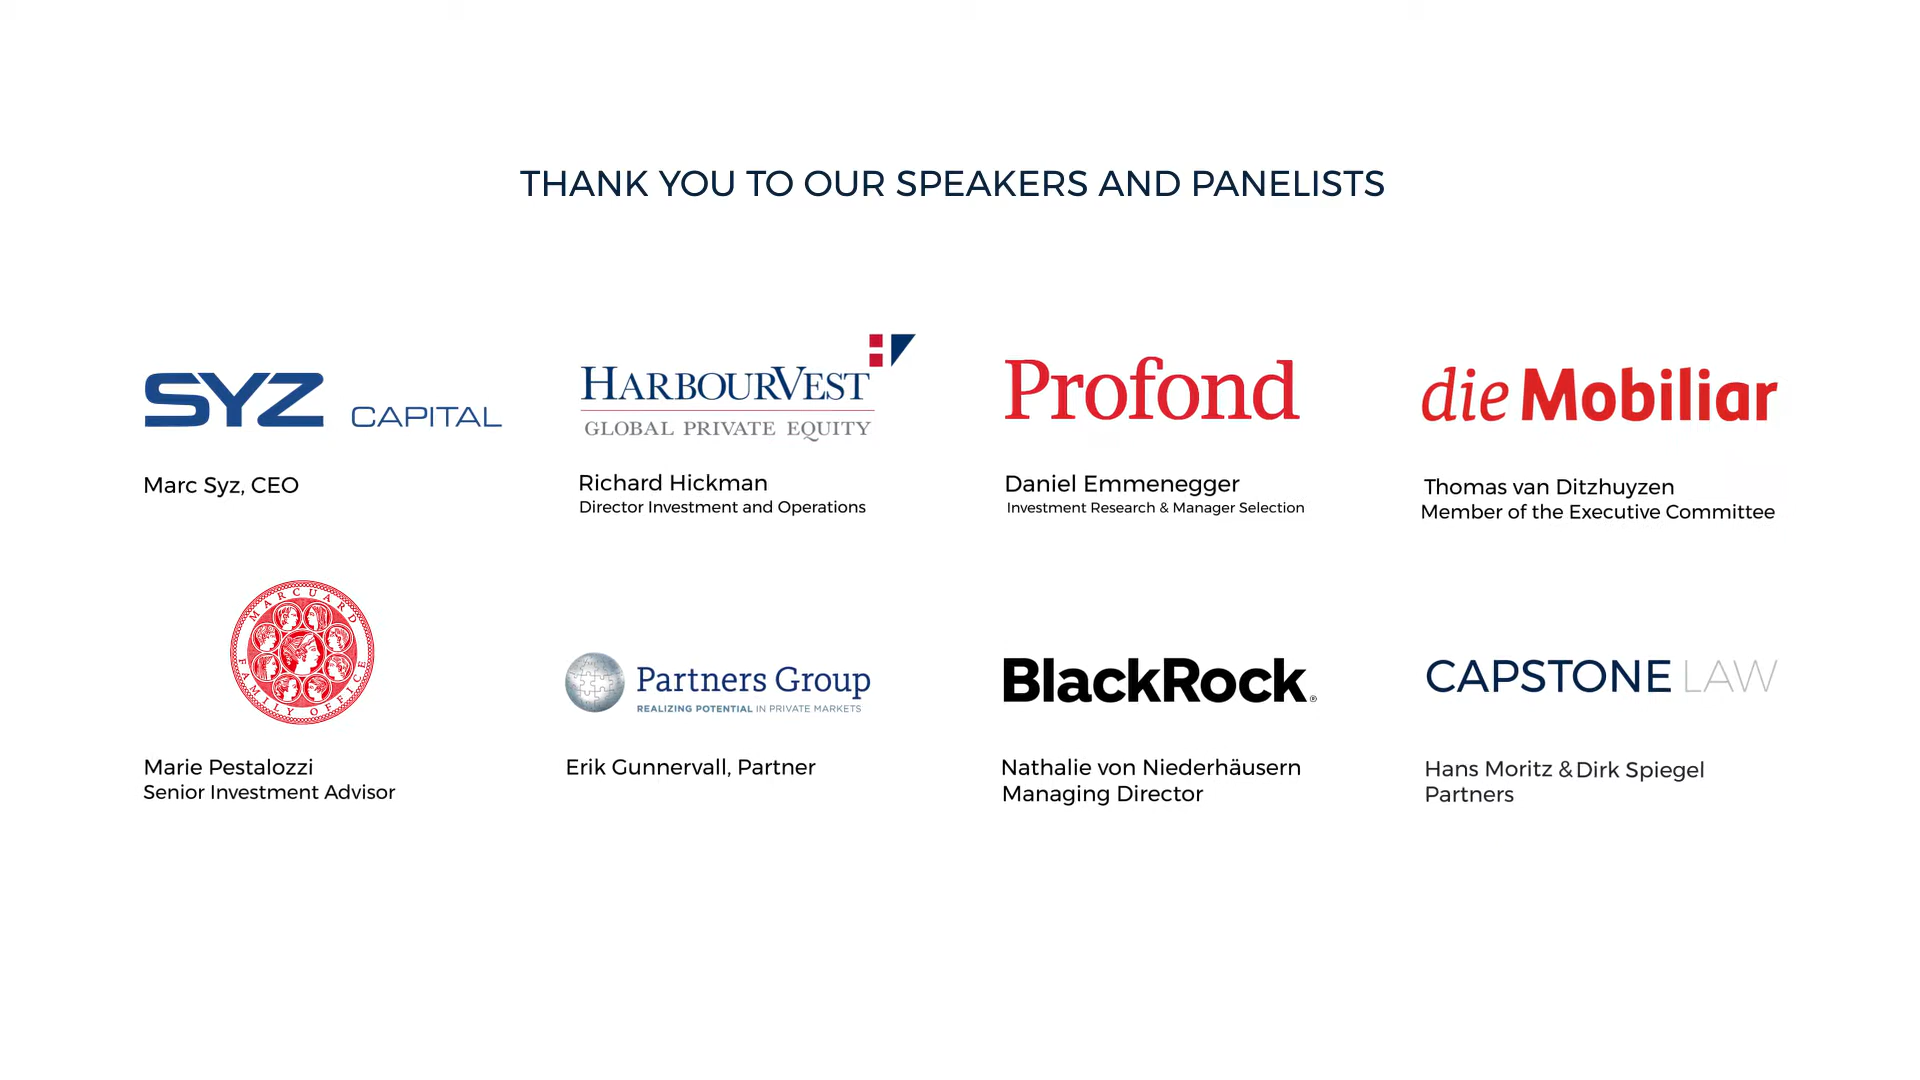 THANK YOU TO OUR SPEAKERS AND PANELISTS
SYZ CAPITAL
Marc Syz, CEO
HARBOURVEST
GLOBAL PRIVATE EQUITY
Richard Hickman
Director Investment and Operations
Profond
Daniel Emmenegger
Investment Research & Manager Selection
die Mobiliar
Thomas van Ditzhuyzen
Member of the Executive Committee
MARCUARD
FAMILY OFFICE
Marie Pestalozzi
Senior Investment Advisor
Partners Group
REALIZING POTENTIAL IN PRIVATE MARKETS
Erik Gunnervall, Partner
BlackRock®
Nathalie von Niederhäusern
Managing Director
CAPSTONE LAW
Hans Moritz & Dirk Spiegel
Partners